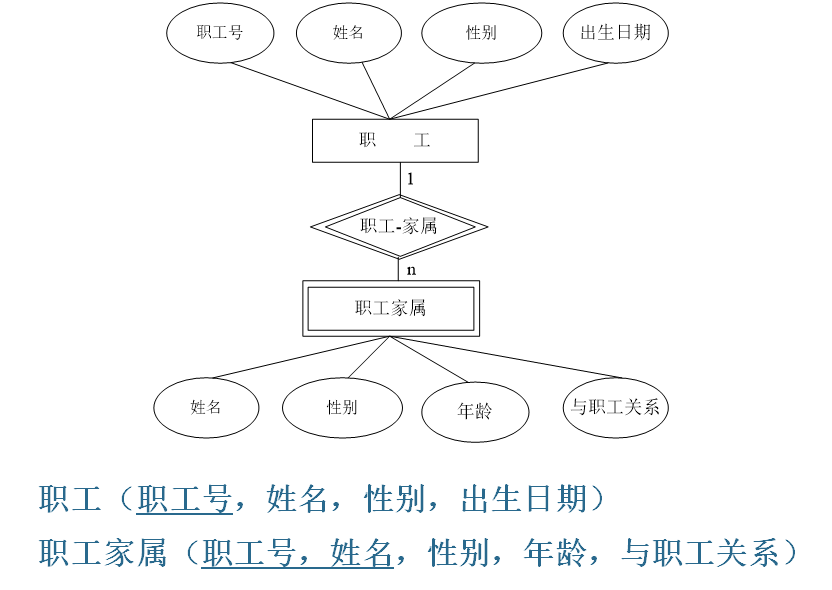 职工号 姓名 性别 出生日期
职 工
1
职工-家属
n
职工家属
姓名 性别 年龄 与职工关系
职工（职工号，姓名，性别，出生日期）
职工家属（职工号，姓名，性别，年龄，与职工关系）